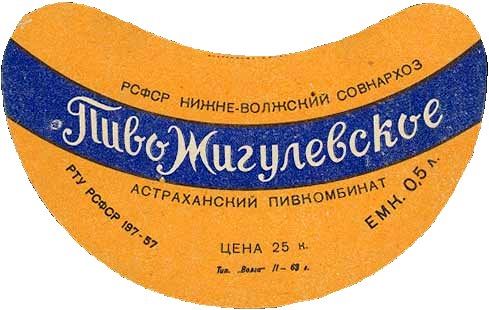 РСФСР НИЖНЕ-ВОЛЖСКИЙ СОВНАРХОЗ
Пиво Жигулевское
АСТРАХАНСКИЙ ПИВКОМБИНАТ
РТУ РСФСР 197-57
ЕМК. 0,5 л.
ЦЕНА 25 к.
Тип. „Волга" II — 63 г.